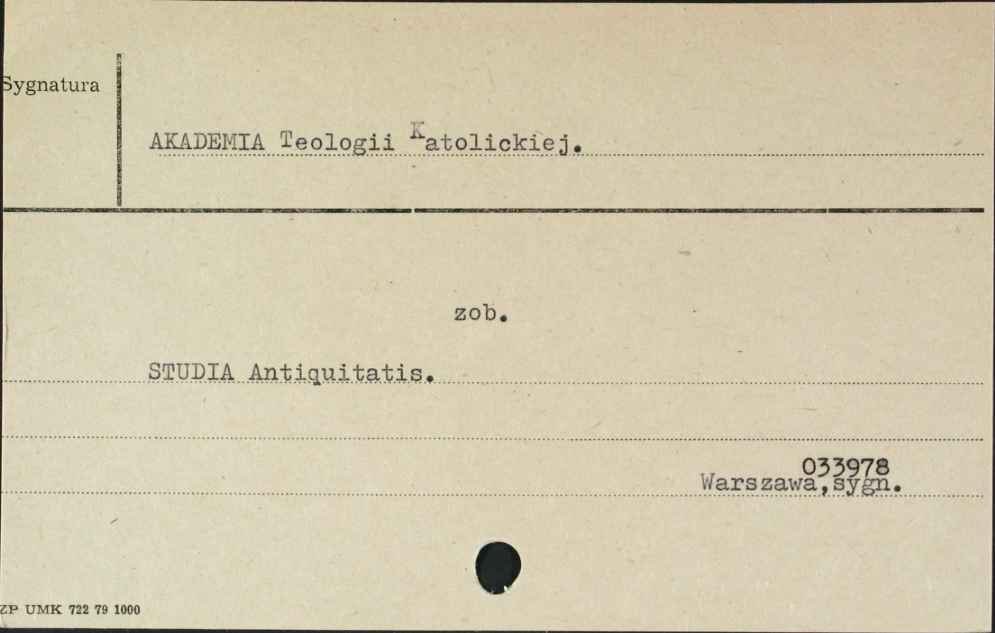 Sygnatura
AKADEMIA Teologii Katolickiej.
zob.
STUDIA Antiquitatis.
033978
Warszawa,sygn.
ZP UMK 722 79 1000